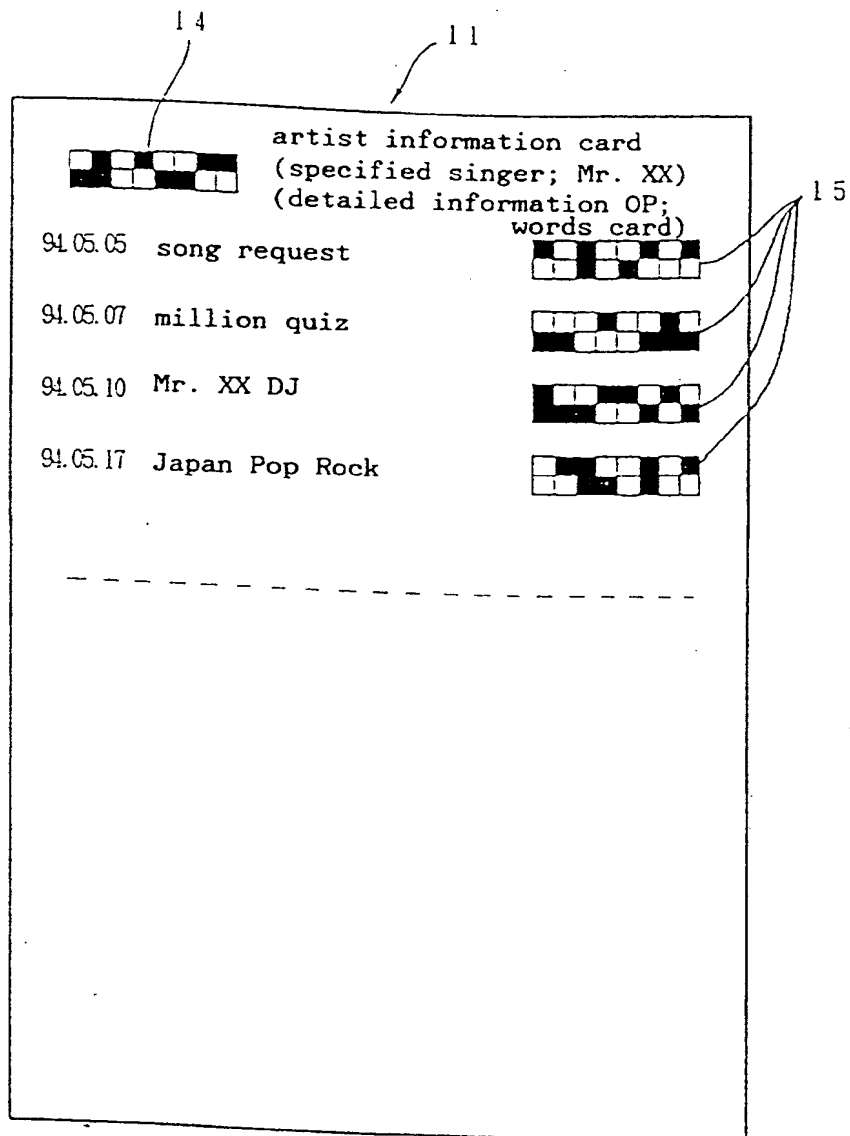 14
11
artist information card
(specified singer; Mr. XX)
(detailed information OP;
words card)
15
94.05.05 song request
94.05.07 million quiz
94.05.10 Mr. XX DJ
94.05.17 Japan Pop Rock